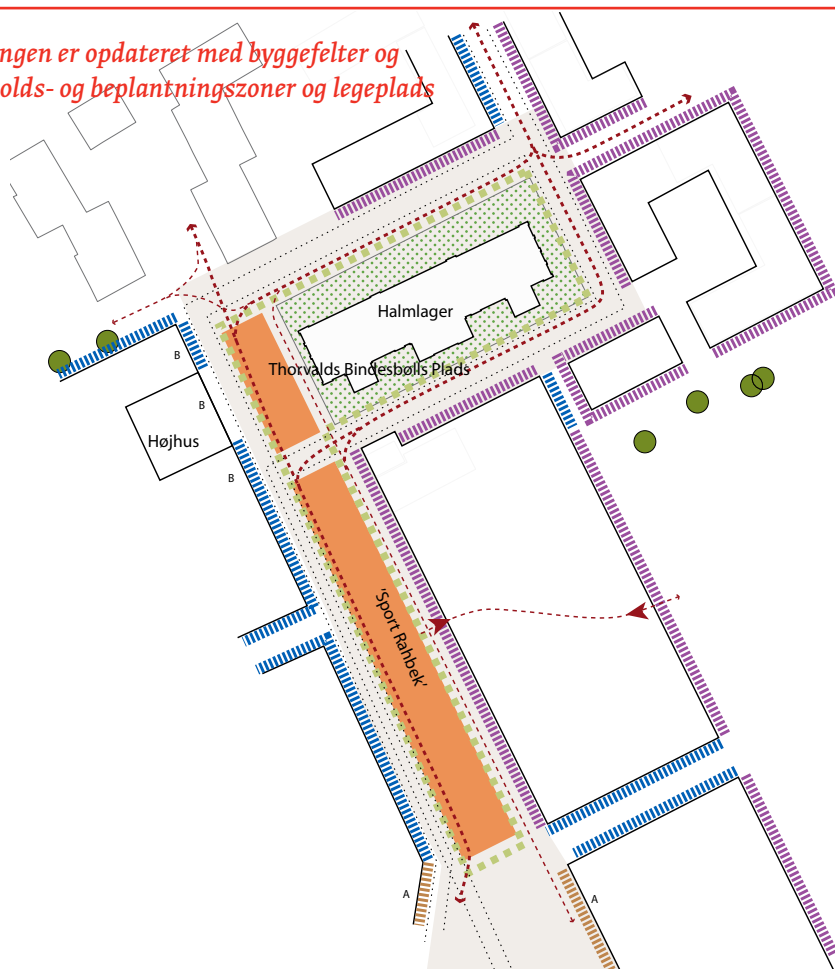 ngen er opdateret med byggefelter og
olds- og beplantningszoner og legeplads
Halmlager
Thorvalds Bindesbølls Plads
B
B
Højhus
B
'Sport Rahbek'
A
A